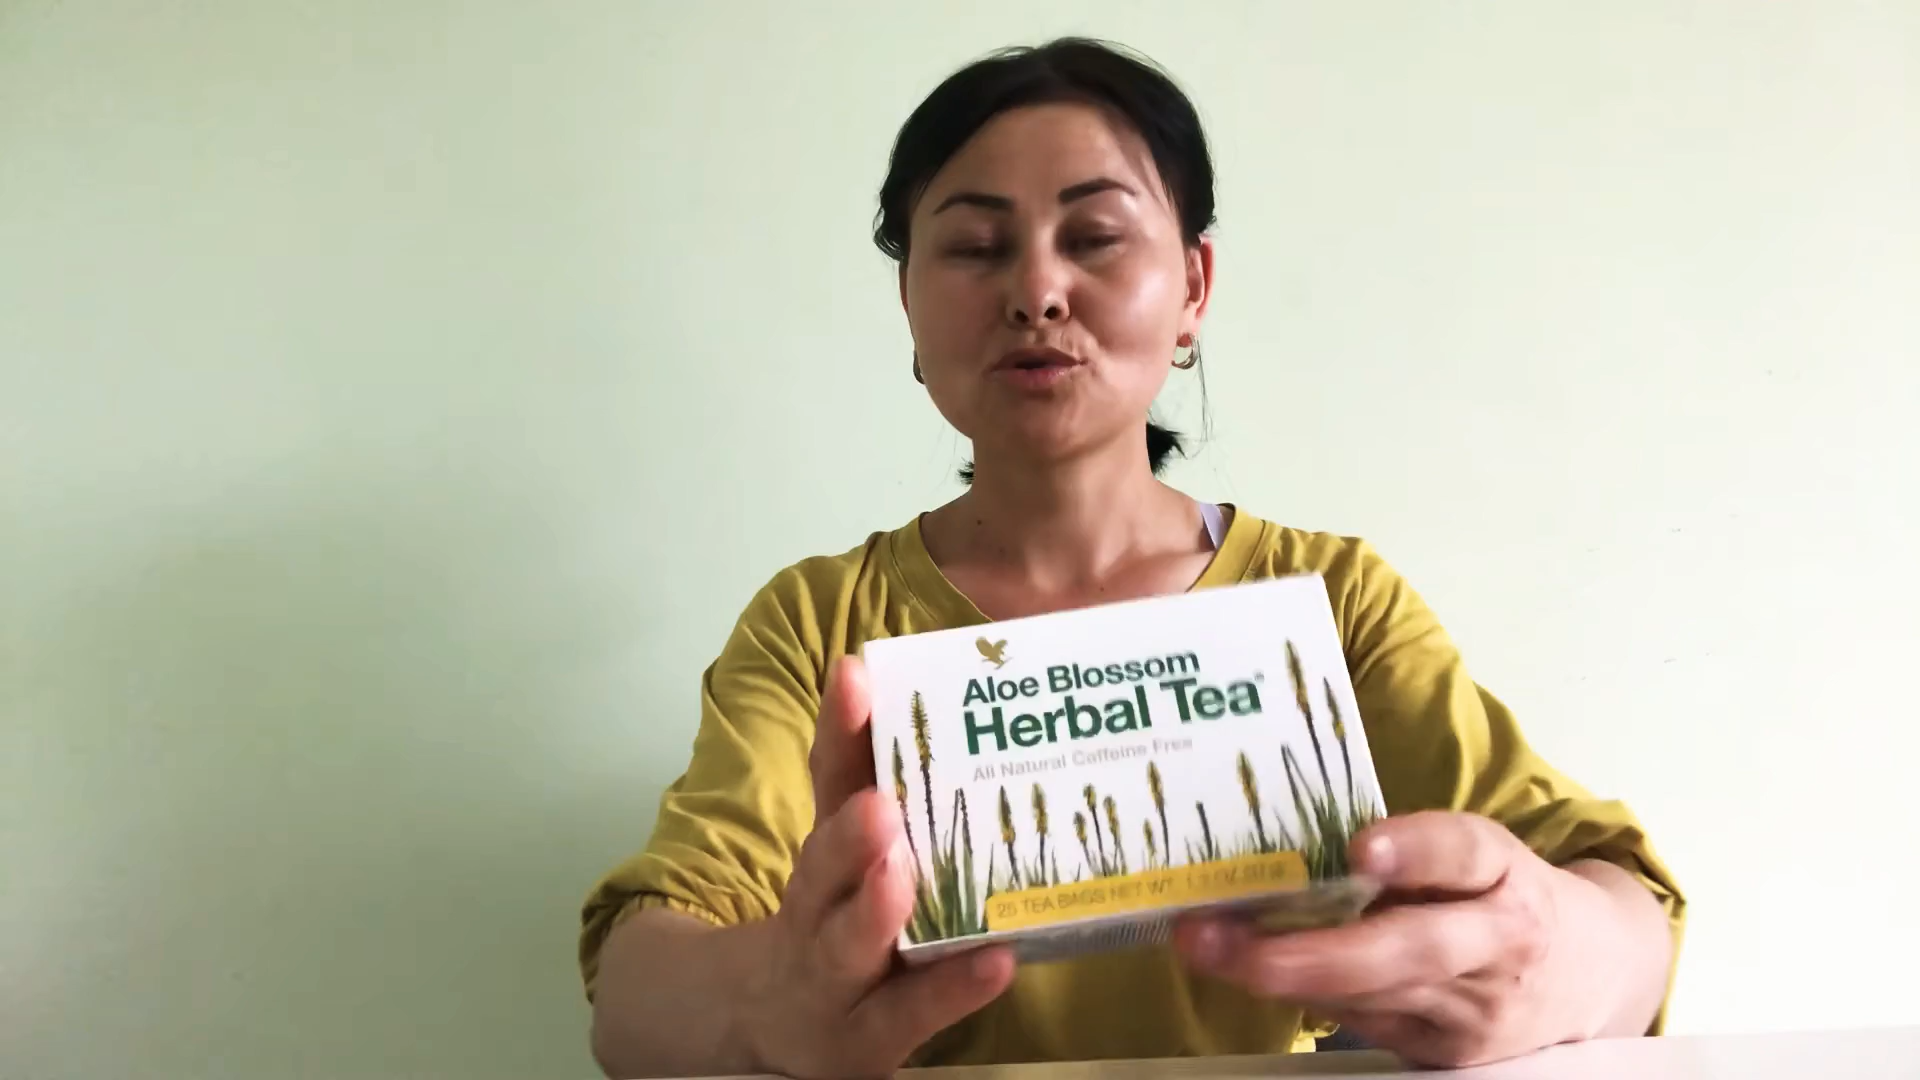 Aloe Blossom
Herbal Tea®
All Natural Caffeine Free
25 TEA BAGS NET WT.